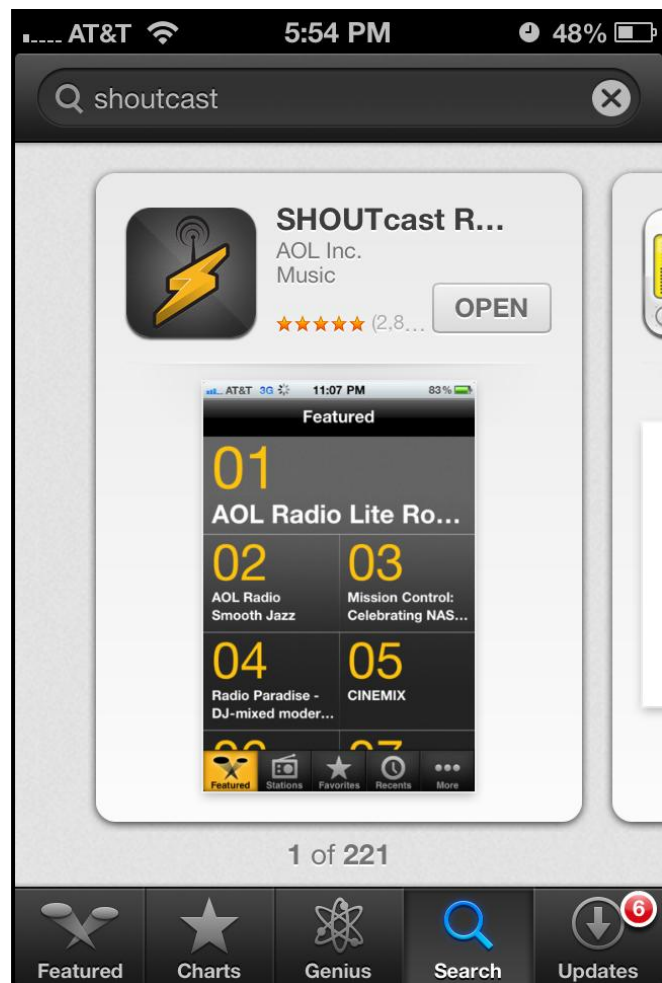 AT&T 5:54 PM 48%
shoutcast
SHOUTcast R...
AOL Inc.
Music
(2,8... OPEN
AT&T 3G 11:07 PM 83%
Featured
01
AOL Radio Lite Ro...
02 03
AOL Radio Mission Control:
Smooth Jazz Celebrating NAS...
04 05
Radio Paradise - CINEMIX
DJ-mixed moder...
06 07
Featured Stations Favorites Recents More
1 of 221
6
Featured Charts Genius Search Updates